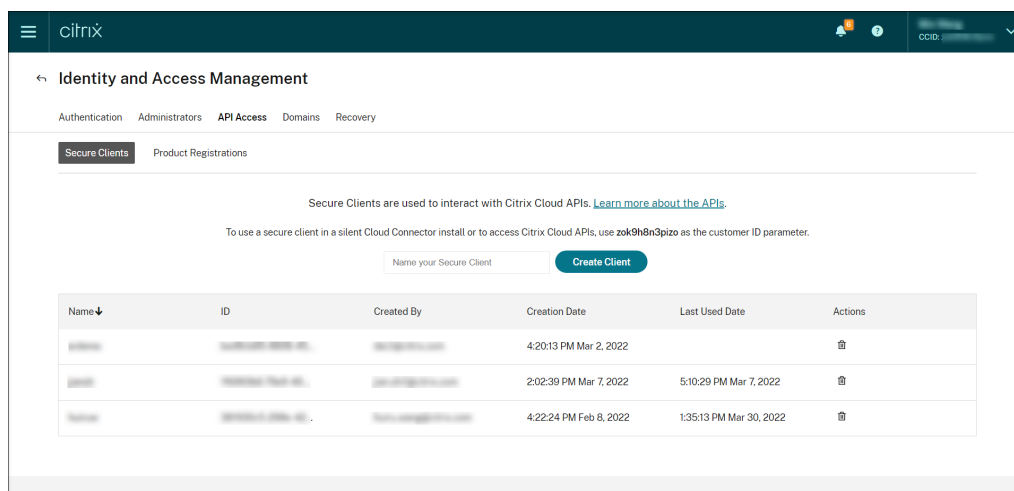 citrix
6
?
CCID:
Identity and Access Management
Authentication Administrators API Access Domains Recovery
Secure Clients Product Registrations
Secure Clients are used to interact with Citrix Cloud APIs. Learn more about the APIs.
To use a secure client in a silent Cloud Connector install or to access Citrix Cloud APIs, use zok9h8n3pizo as the customer ID parameter.
Name your Secure Client Create Client
Name ID Created By Creation Date Last Used Date Actions
4:20:13 PM Mar 2, 2022
2:02:39 PM Mar 7, 2022 5:10:29 PM Mar 7, 2022
4:22:24 PM Feb 8, 2022 1:35:13 PM Mar 30, 2022